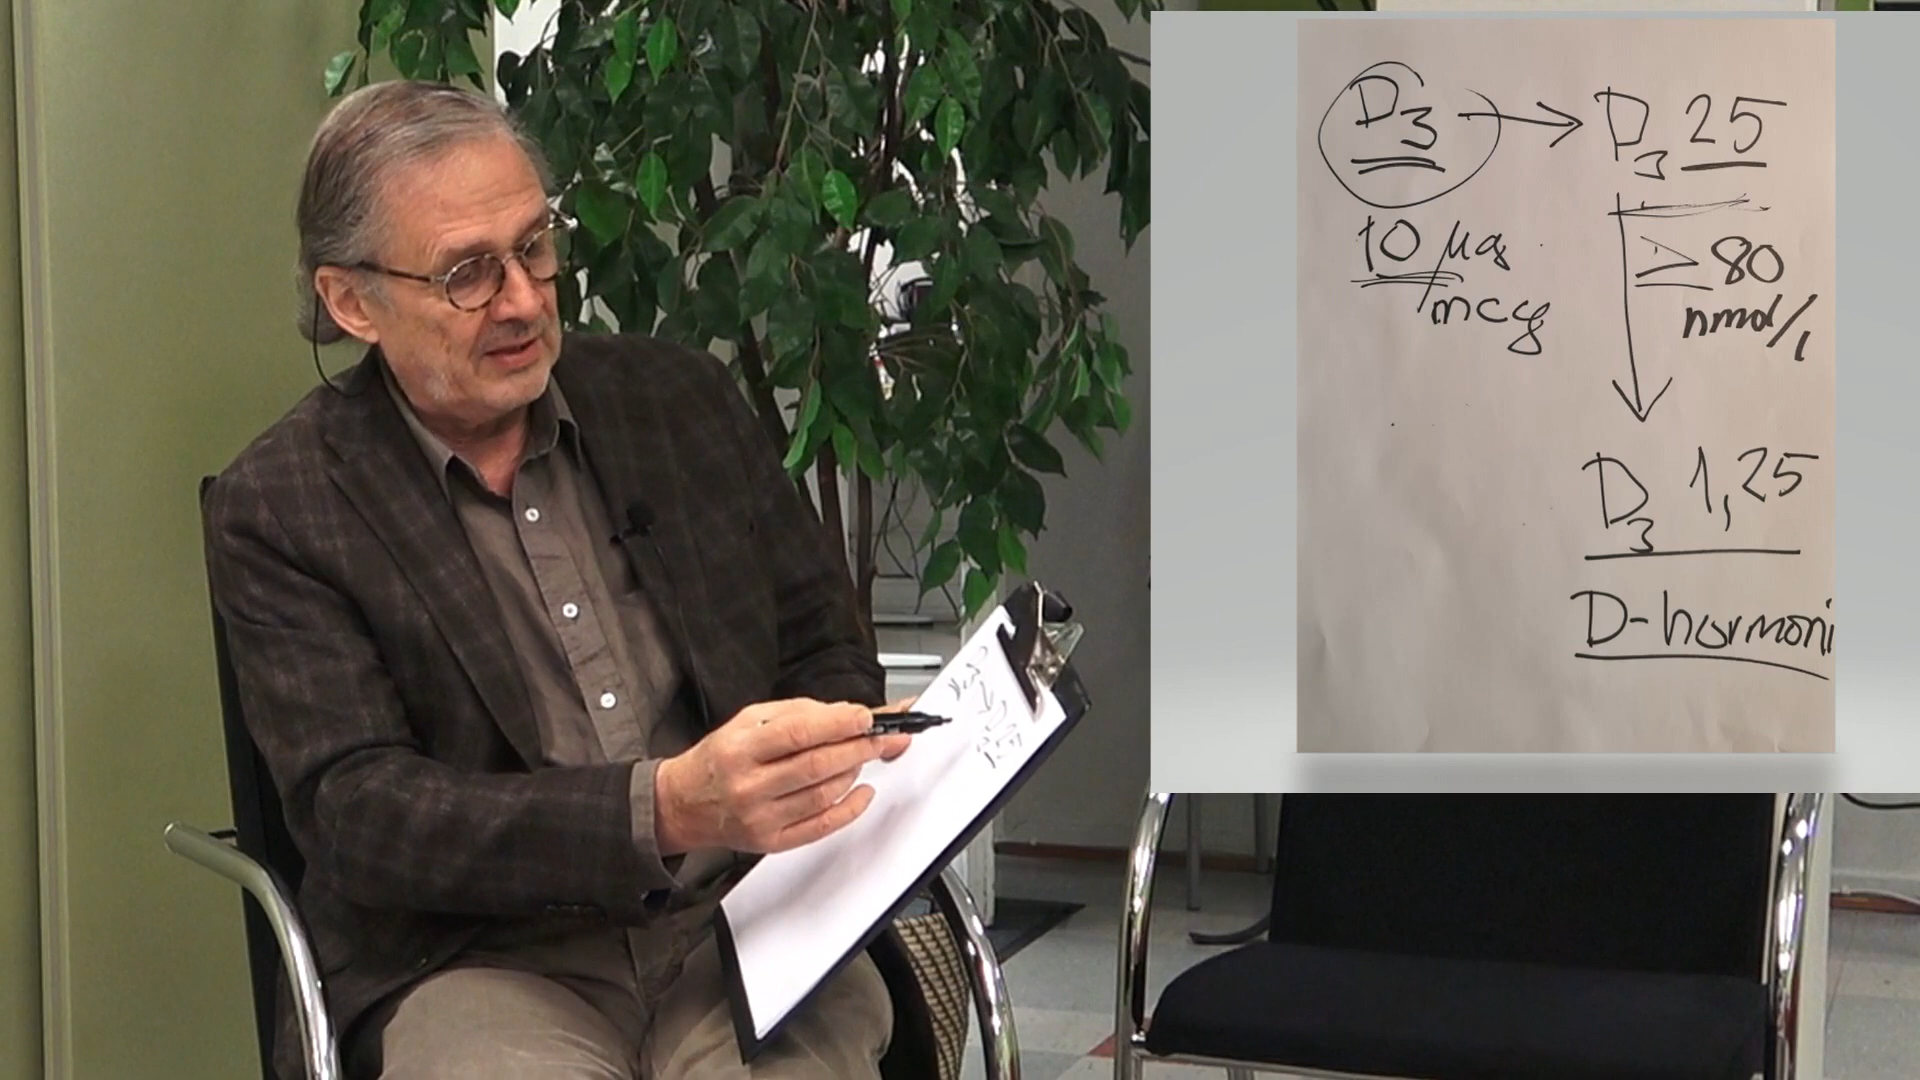 D3 → D3 25
10 µg
/mcg
≥ 80
nmol/l
D3 1,25
D-hormoni